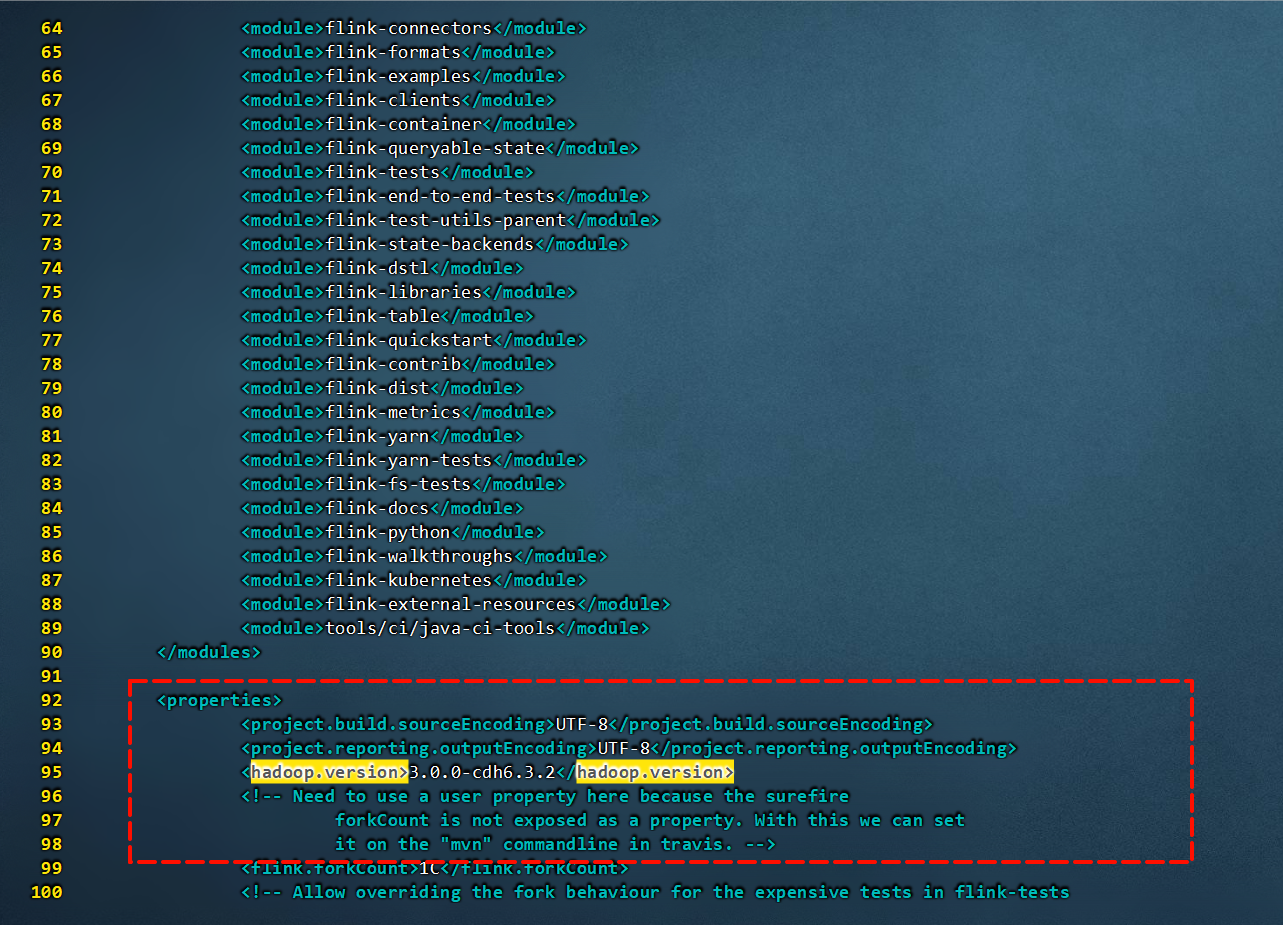 64 <module>flink-connectors</module>
65 <module>flink-formats</module>
66 <module>flink-examples</module>
67 <module>flink-clients</module>
68 <module>flink-container</module>
69 <module>flink-queryable-state</module>
70 <module>flink-tests</module>
71 <module>flink-end-to-end-tests</module>
72 <module>flink-test-utils-parent</module>
73 <module>flink-state-backends</module>
74 <module>flink-dstl</module>
75 <module>flink-libraries</module>
76 <module>flink-table</module>
77 <module>flink-quickstart</module>
78 <module>flink-contrib</module>
79 <module>flink-dist</module>
80 <module>flink-metrics</module>
81 <module>flink-yarn</module>
82 <module>flink-yarn-tests</module>
83 <module>flink-fs-tests</module>
84 <module>flink-docs</module>
85 <module>flink-python</module>
86 <module>flink-walkthroughs</module>
87 <module>flink-kubernetes</module>
88 <module>flink-external-resources</module>
89 <module>tools/ci/java-ci-tools</module>
90 </modules>
91
92 <properties>
93 <project.build.sourceEncoding>UTF-8</project.build.sourceEncoding>
94 <project.reporting.outputEncoding>UTF-8</project.reporting.outputEncoding>
95 <hadoop.version>3.0.0-cdh6.3.2</hadoop.version>
96 <!-- Need to use a user property here because the surefire
97 forkCount is not exposed as a property. With this we can set
98 it on the "mvn" commandline in travis. -->
99 <flink.forkCount>1C</flink.forkCount>
100 <!-- Allow overriding the fork behaviour for the expensive tests in flink-tests